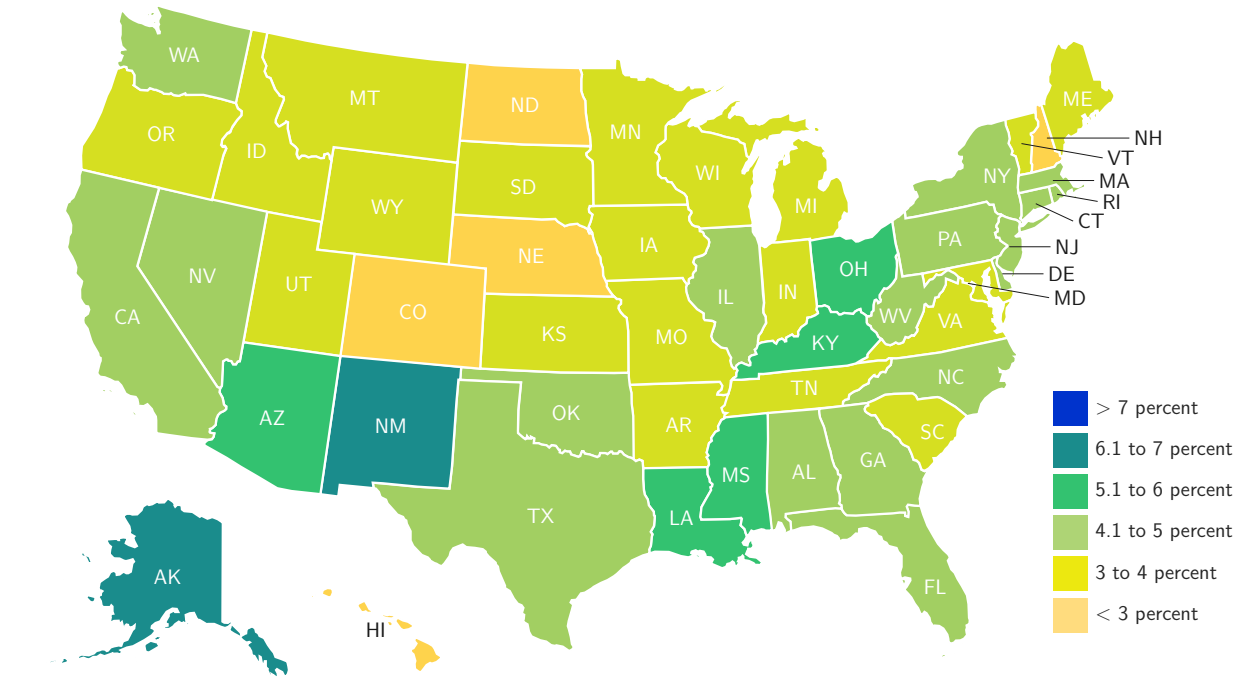 WA
MT
ND
MN
ME
OR
ID
NH
VT
WI
NY
MA
SD
RI
WY
MI
CT
IA
PA
NJ
NE
OH
DE
NV
UT
IN
IL
MD
CO
WV
VA
CA
KS
MO
KY
NC
TN
> 7 percent
OK
AZ
NM
AR
SC
6.1 to 7 percent
GA
AL
MS
5.1 to 6 percent
TX
LA
4.1 to 5 percent
AK
3 to 4 percent
FL
< 3 percent
HI